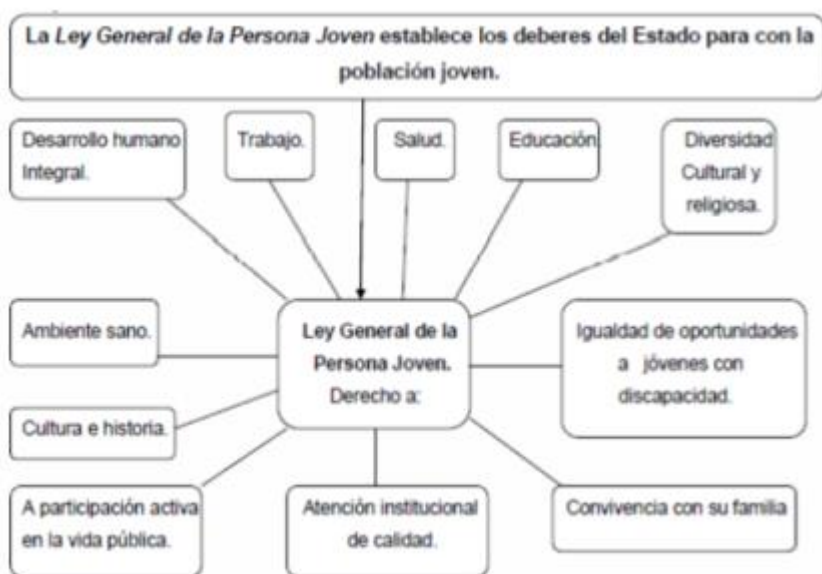 La Ley General de la Persona Joven establece los deberes del Estado para con la
población joven.
Desarrollo humano
Integral.
Trabajo.
Salud.
Educación
Diversidad
Cultural y
religiosa.
Ambiente sano.
Ley General de la
Persona Joven.
Derecho a:
Igualdad de oportunidades
a jóvenes con
discapacidad.
Cultura e historia.
A participación activa
en la vida pública.
Atención institucional
de calidad.
Convivencia con su familia